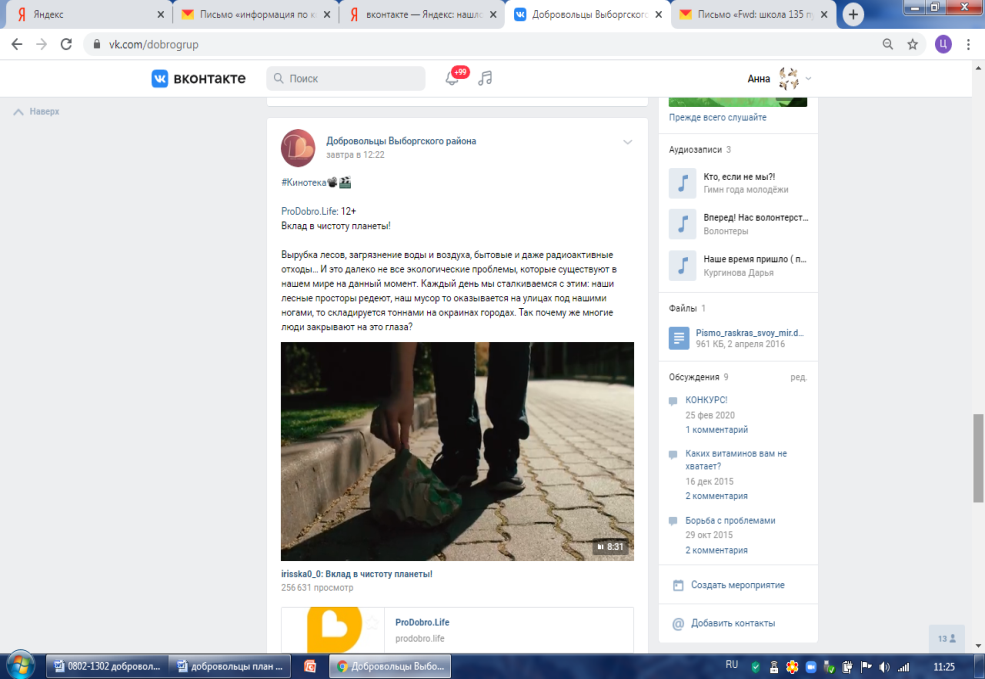 Яндекс
Письмо «информация по к
вконтакте — Яндекс: нашло
Добровольцы Выборгског
Письмо «Fwd: школа 135 п
vk.com/dobrogrup
вконтакте
Поиск
+99
Анна
Наверх
Добровольцы Выборгского района
завтра в 12:22
#Кинотека
ProDobro.Life: 12+
Вклад в чистоту планеты!
Вырубка лесов, загрязнение воды и воздуха, бытовые и даже радиоактивные
отходы... И это далеко не все экологические проблемы, которые существуют в
нашем мире на данный момент. Каждый день мы сталкиваемся с этим: наши
лесные просторы редеют, наш мусор то оказывается на улицах под нашими
ногами, то складируется тоннами на окраинах городах. Так почему же многие
люди закрывают на это глаза?
8:31
irisska0_0: Вклад в чистоту планеты!
256 631 просмотр
ProDobro.Life
prodobro.life
Прежде всего слушайте
Аудиозаписи 3
Кто, если не мы?!
Гимн года молодёжи
Вперед! Нас волонтерст...
Волонтеры
Наше время пришло ( п...
Кургинова Дарья
Файлы 1
Pismo_raskras_svoy_mir.d...
961 КБ, 2 апреля 2016
Обсуждения 9
ред.
КОНКУРС!
25 фев 2020
1 комментарий
Каких витаминов вам не
хватает?
16 дек 2015
2 комментария
Борьба с проблемами
29 окт 2015
2 комментария
Создать мероприятие
Добавить контакты
13
0802-1302 добровол...
добровольцы план ...
Добровольцы Выбо...
RU
11:25